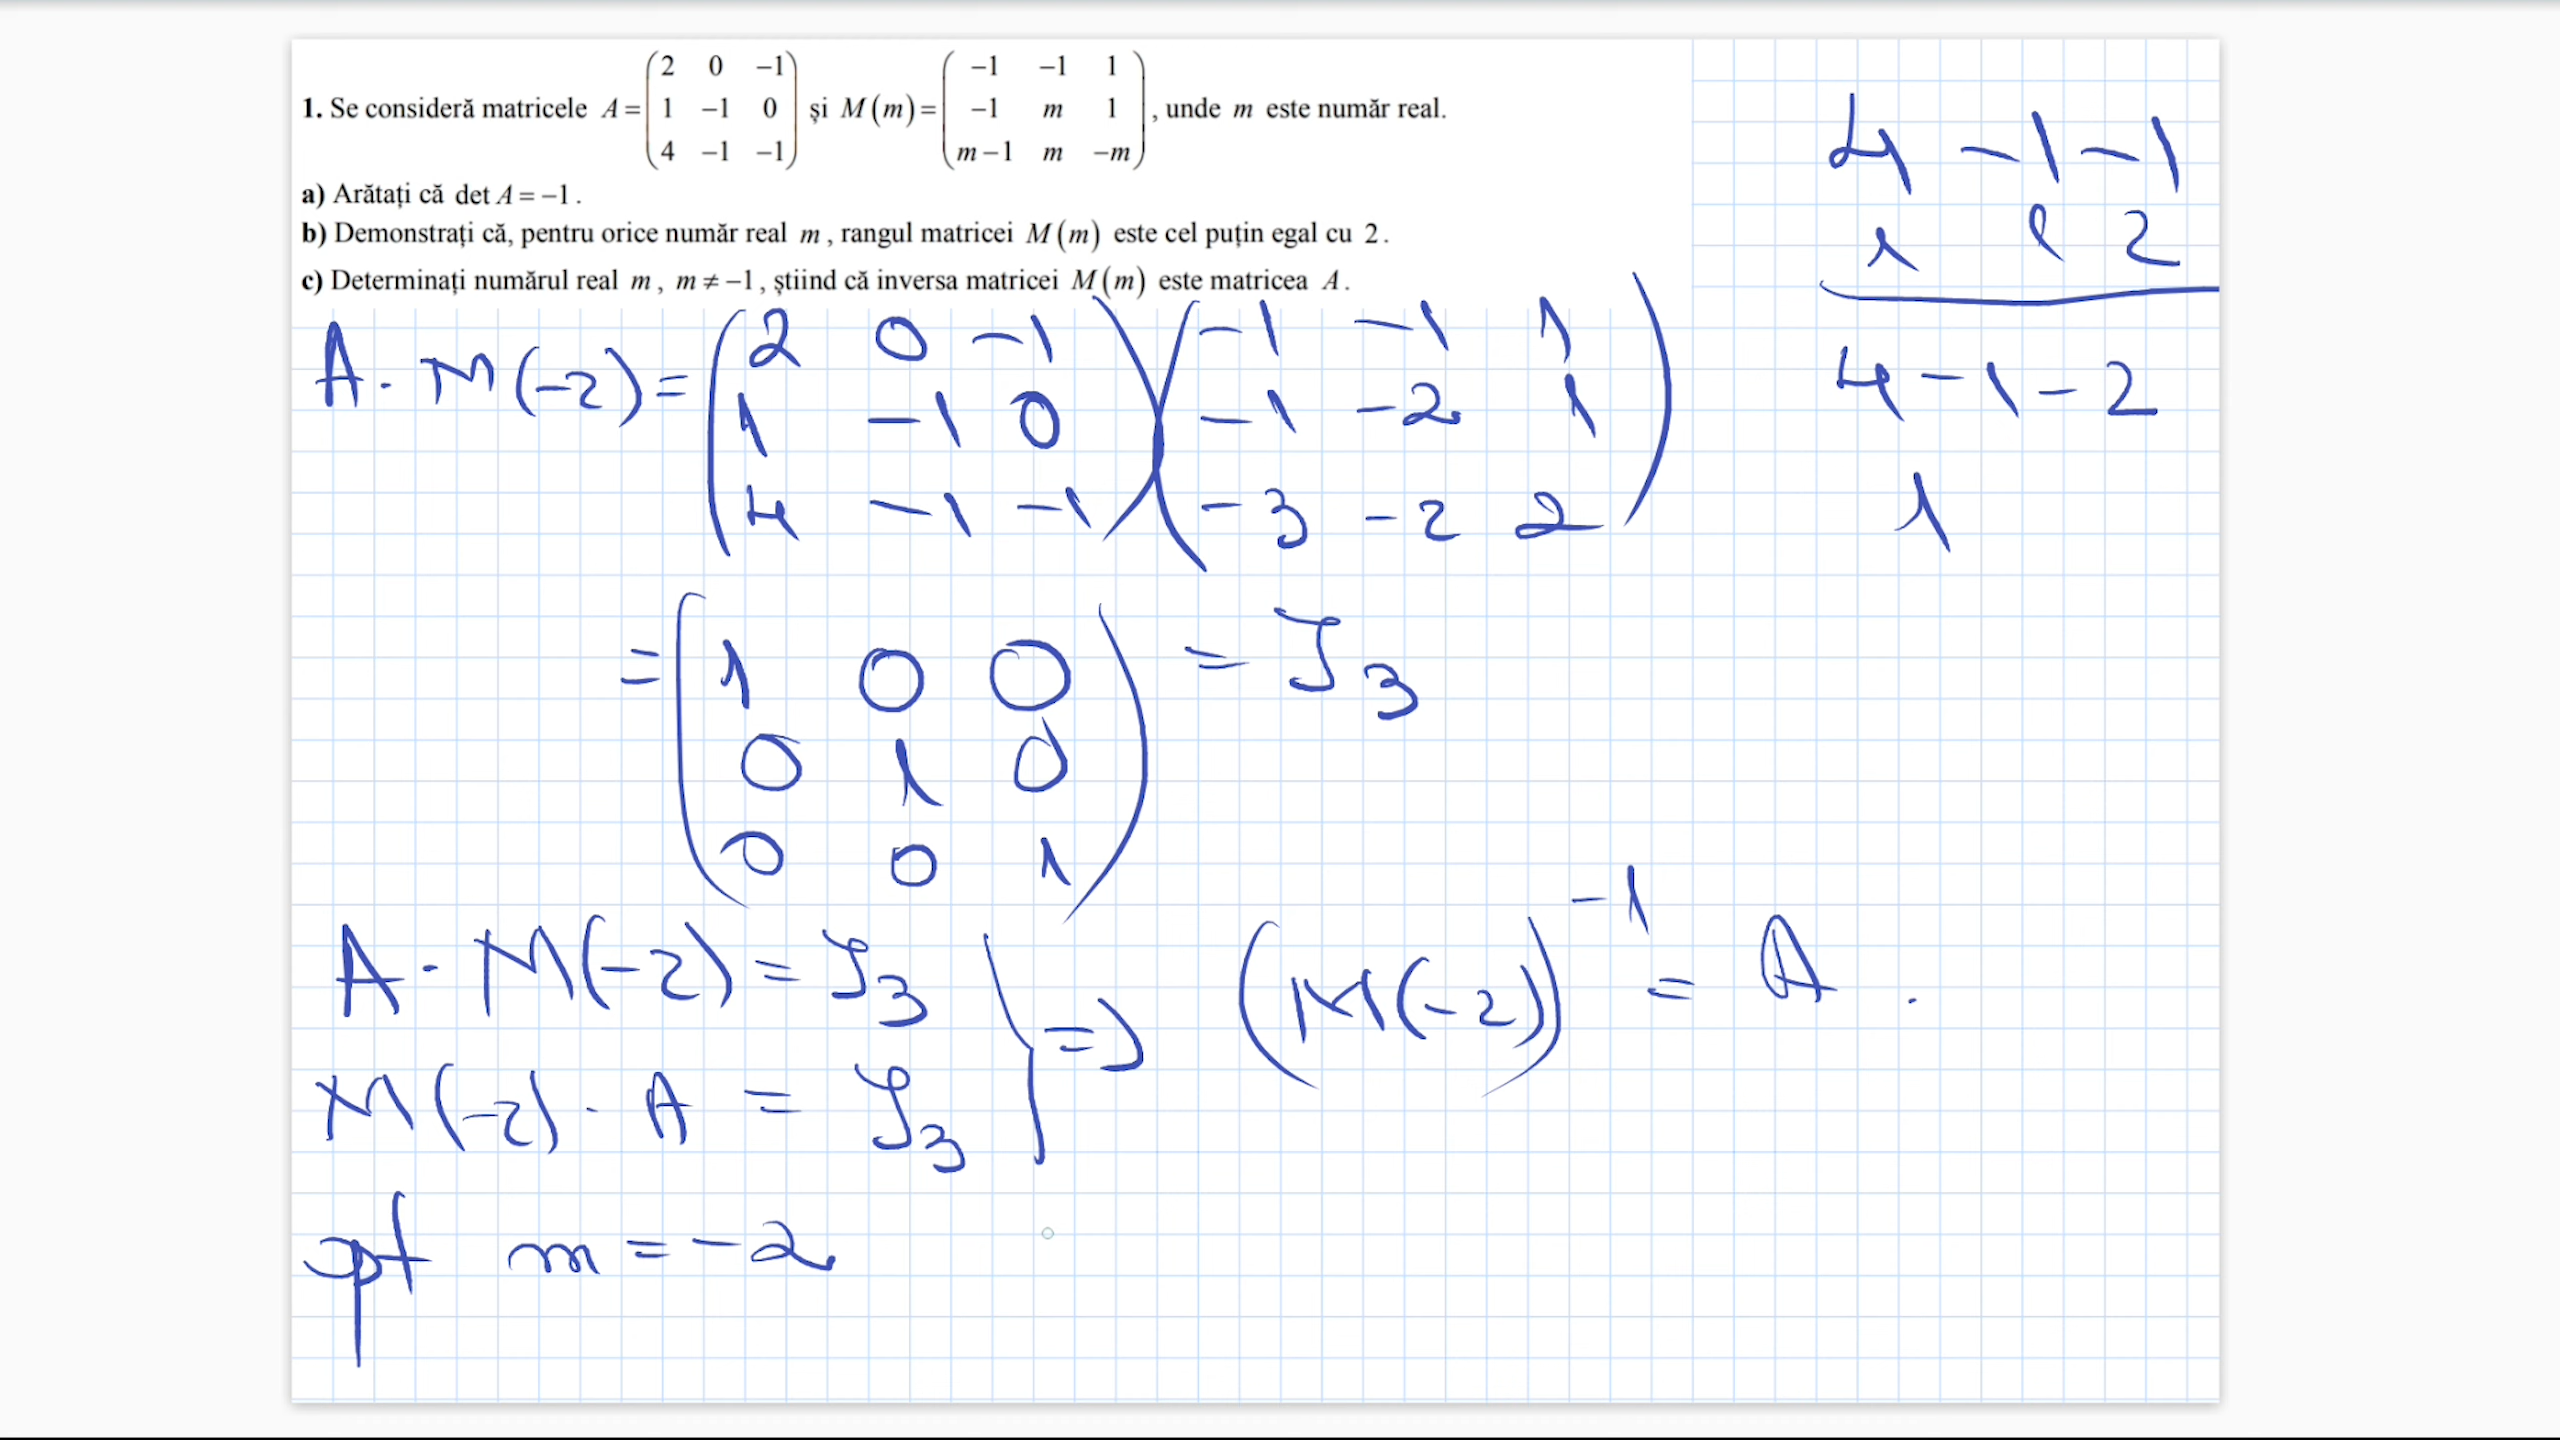 1. Se consideră matricele A = ( 2 0 −1 ; 1 −1 0 ; 4 −1 −1 ) și M(m) = ( −1 −1 1 ; −1 m 1 ; m−1 m −m ), unde m este număr real.
a) Arătați că det A = −1.
b) Demonstrați că, pentru orice număr real m, rangul matricei M(m) este cel puțin egal cu 2.
c) Determinați numărul real m, m ≠ −1, știind că inversa matricei M(m) este matricea A.
A · M(−2) = ( 2 0 −1 ; 1 −1 0 ; 4 −1 −1 ) ( −1 −1 1 ; −1 −2 1 ; −3 −2 2 )
= ( 1 0 0 ; 0 1 0 ; 0 0 1 ) = I3
A · M(−2) = I3
M(−2) · A = I3
} => (M(−2))^−1 = A.
pt m = −2
4 −1 −1
1 1 2
4 − 1 − 2
1